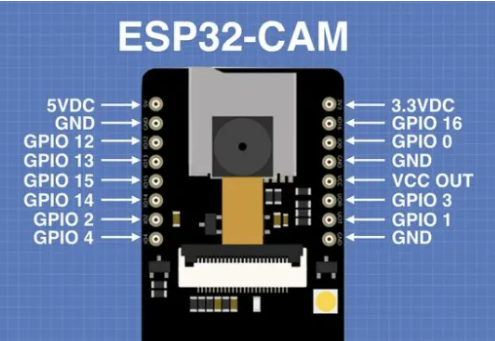 ESP32-CAM
5VDC
GND
GPIO 12
GPIO 13
GPIO 15
GPIO 14
GPIO 2
GPIO 4
3.3VDC
GPIO 16
GPIO 0
GND
VCC OUT
GPIO 3
GPIO 1
GND